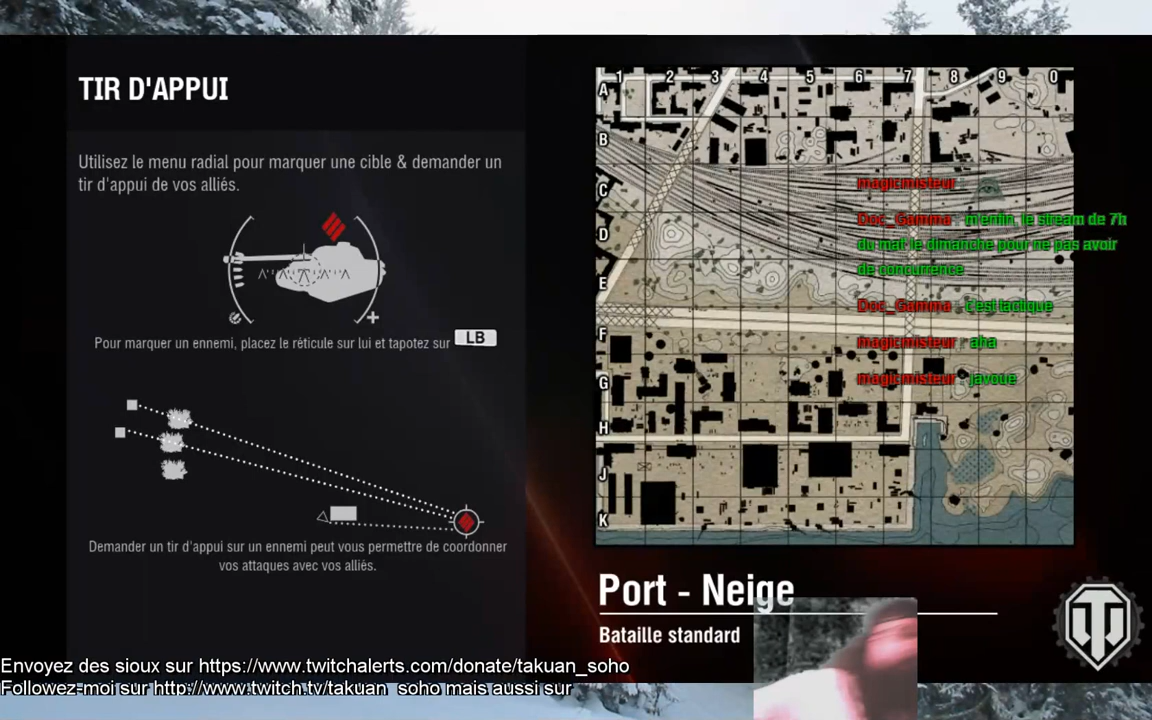 TIR D'APPUI
Utilisez le menu radial pour marquer une cible & demander un
tir d'appui de vos alliés.
Pour marquer un ennemi, placez le réticule sur lui et tapotez sur LB
Demander un tir d'appui sur un ennemi peut vous permettre de coordonner
vos attaques avec vos alliés.
1 2 3 4 5 6 7 8 9 0
A
B
C
D
E
F
G
H
J
K
magicmisteur :
Doc_Gamma : m'enfin, le stream de 7h
du mat le dimanche pour ne pas avoir
de concurrence
Doc_Gamma : c'est tactique
magicmisteur : aha
magicmisteur : javoue
Port - Neige
Bataille standard
Envoyez des sioux sur https://www.twitchalerts.com/donate/takuan_soho
Followez-moi sur http://www.twitch.tv/takuan_soho mais aussi sur